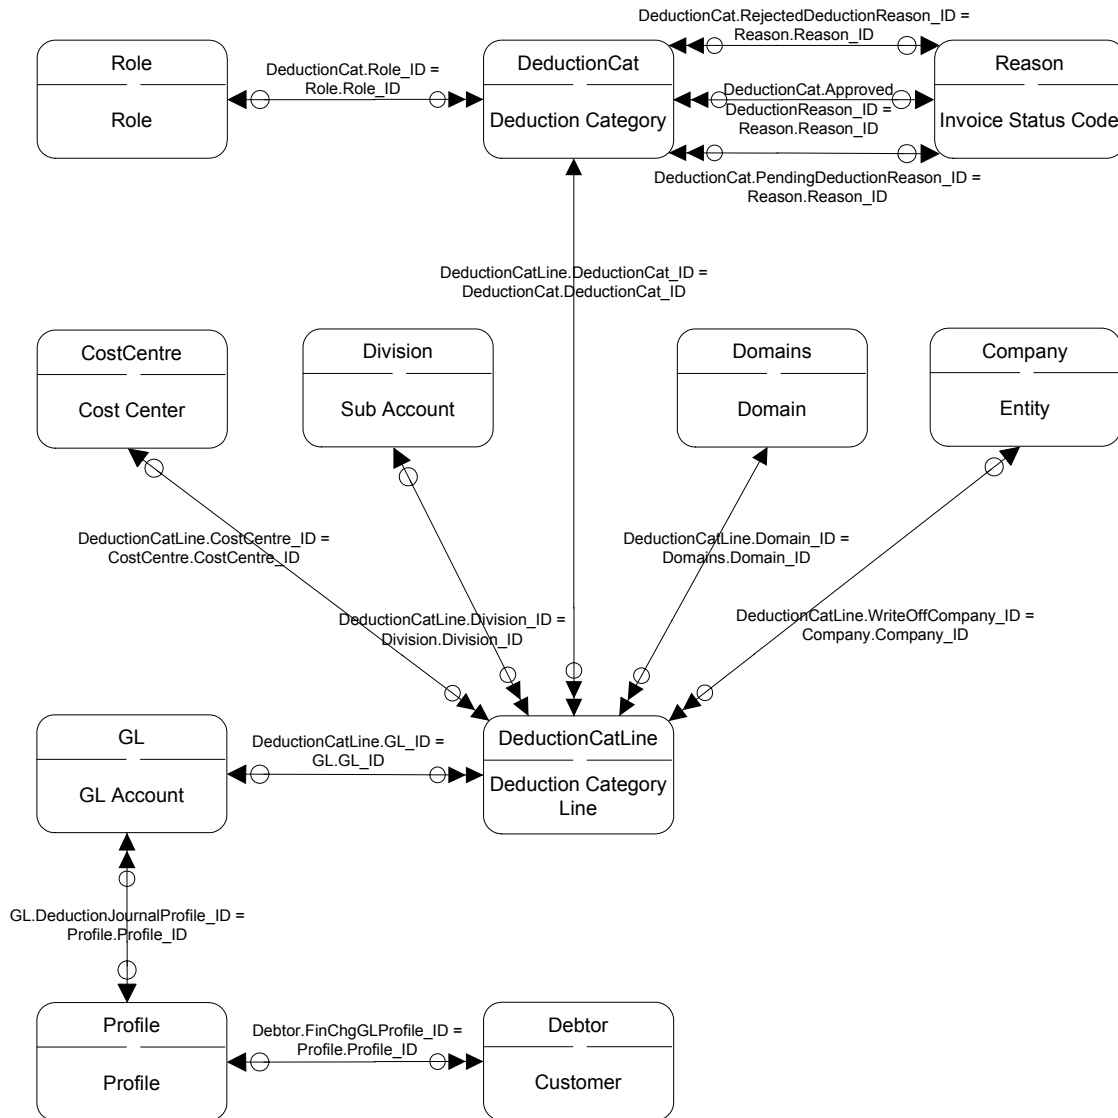 DeductionCat.RejectedDeductionReason_ID =
Reason.Reason_ID
Role
Role
DeductionCat.Role_ID =
Role.Role_ID
DeductionCat
Deduction Category
DeductionCat.Approved
DeductionReason_ID =
Reason.Reason_ID
Reason
Invoice Status Code
DeductionCat.PendingDeductionReason_ID =
Reason.Reason_ID
DeductionCatLine.DeductionCat_ID =
DeductionCat.DeductionCat_ID
CostCentre
Cost Center
Division
Sub Account
Domains
Domain
Company
Entity
DeductionCatLine.CostCentre_ID =
CostCentre.CostCentre_ID
DeductionCatLine.Domain_ID =
Domains.Domain_ID
DeductionCatLine.Division_ID =
Division.Division_ID
DeductionCatLine.WriteOffCompany_ID =
Company.Company_ID
GL
GL Account
DeductionCatLine.GL_ID =
GL.GL_ID
DeductionCatLine
Deduction Category
Line
GL.DeductionJournalProfile_ID =
Profile.Profile_ID
Profile
Profile
Debtor.FinChgGLProfile_ID =
Profile.Profile_ID
Debtor
Customer